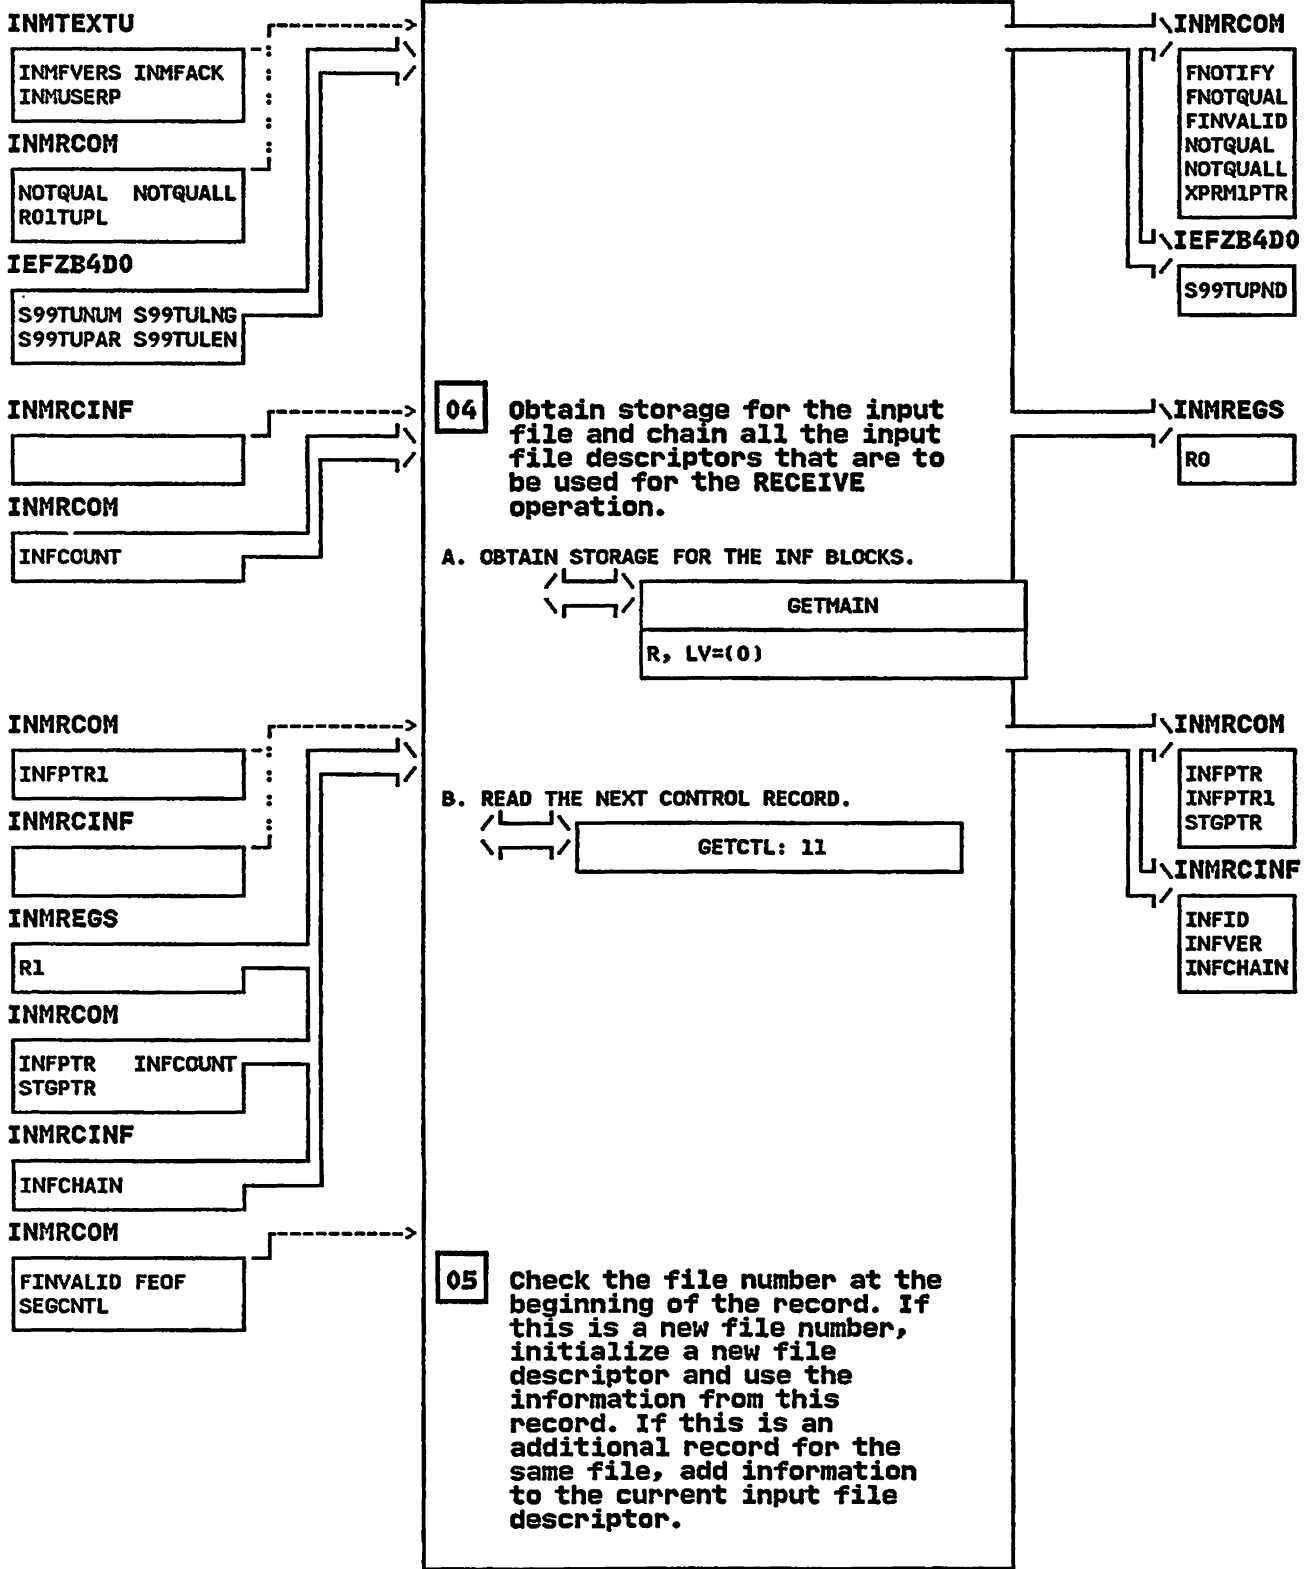 INMTEXTU
INMFVERS INMFACK
INMUSERP
INMRCOM
NOTQUAL NOTQUALL
R01TUPL
IEFZB4D0
S99TUNUM S99TULNG
S99TUPAR S99TULEN
INMRCOM
FNOTIFY
FNOTQUAL
FINVALID
NOTQUAL
NOTQUALL
XPRM1PTR
IEFZB4D0
S99TUPND
INMRCINF
INMRCOM
INFCOUNT
04 Obtain storage for the input
file and chain all the input
file descriptors that are to
be used for the RECEIVE
operation.
A. OBTAIN STORAGE FOR THE INF BLOCKS.
GETMAIN
R, LV=(0)
INMREGS
R0
INMRCOM
INFPTR1
INMRCINF
INMREGS
R1
INMRCOM
INFPTR INFCOUNT
STGPTR
INMRCINF
INFCHAIN
B. READ THE NEXT CONTROL RECORD.
GETCTL: 11
INMRCOM
INFPTR
INFPTR1
STGPTR
INMRCINF
INFID
INFVER
INFCHAIN
INMRCOM
FINVALID FEOF
SEGCNTL
05 Check the file number at the
beginning of the record. If
this is a new file number,
initialize a new file
descriptor and use the
information from this
record. If this is an
additional record for the
same file, add information
to the current input file
descriptor.